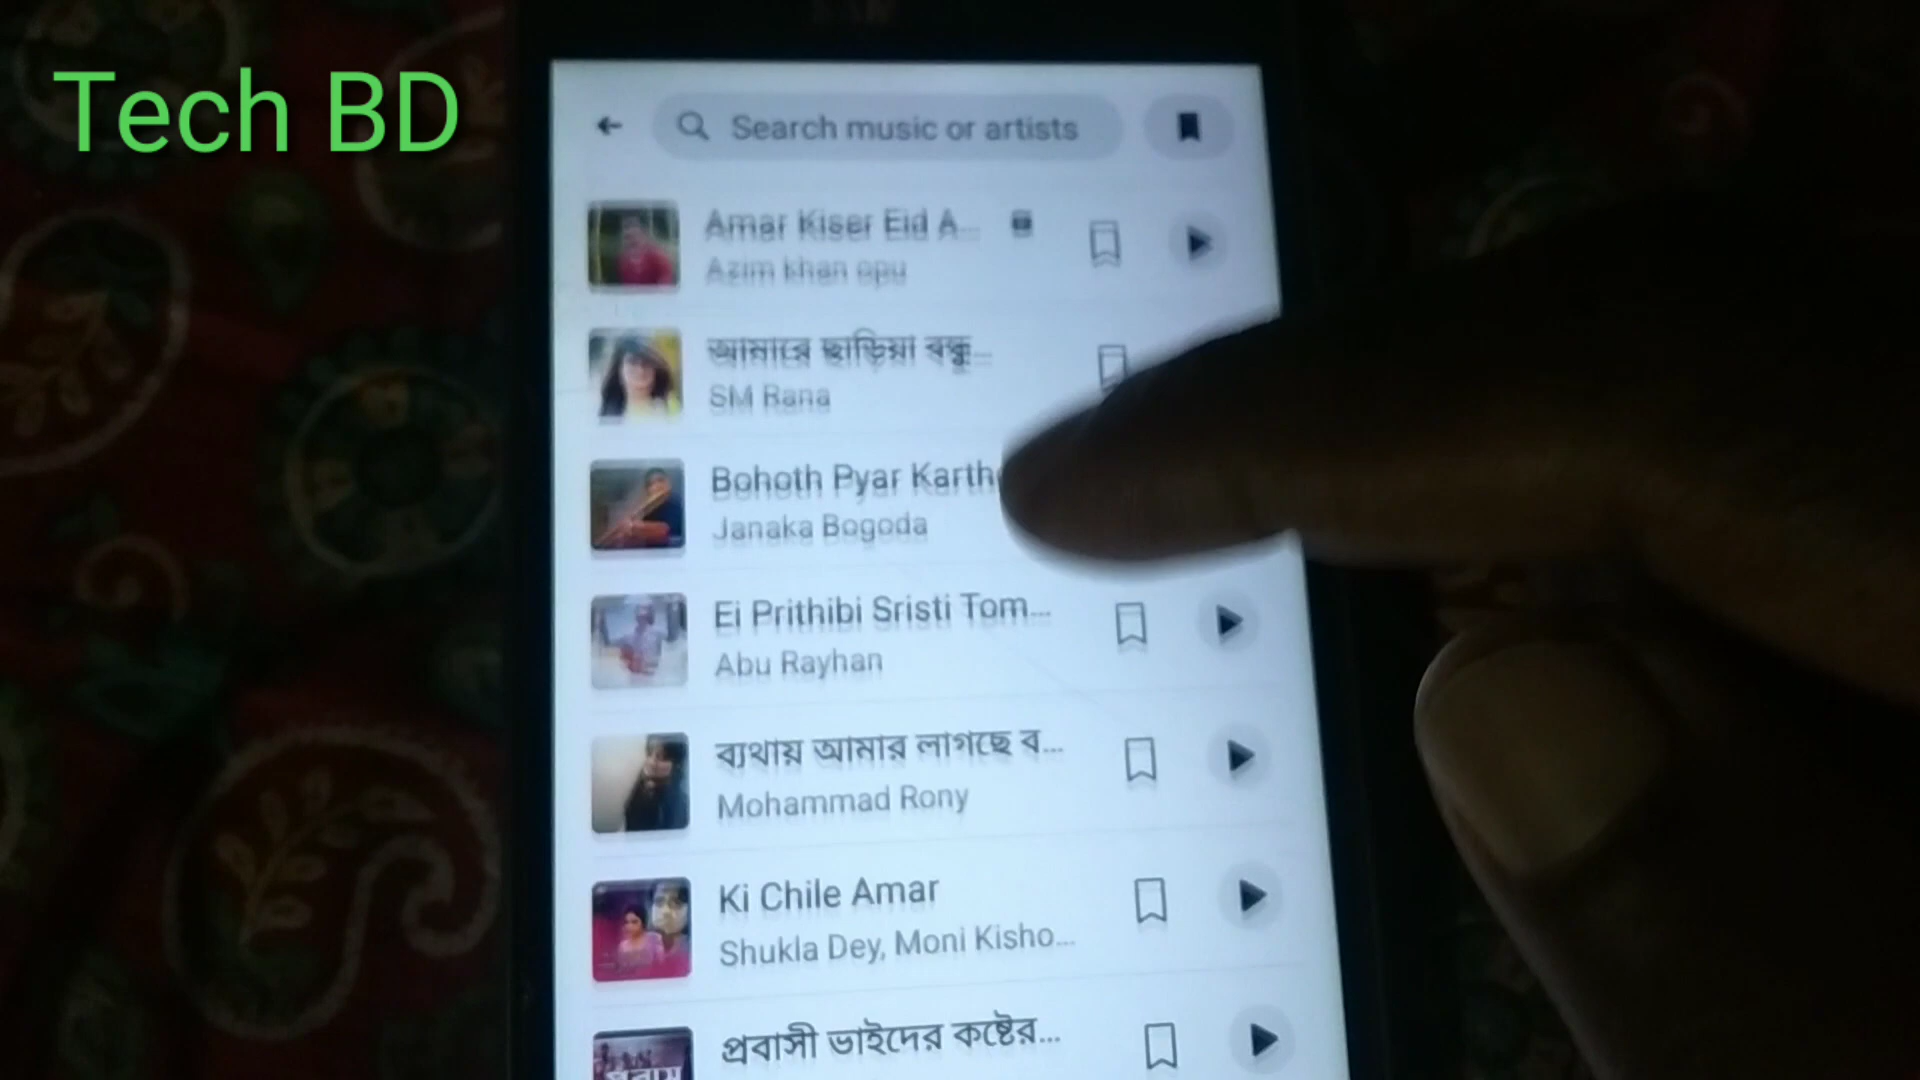 Tech BD
Search music or artists
Amar Kiser Eid A...
Azim khan opu
আমারে ছাড়িয়া বন্ধু...
SM Rana
Bohoth Pyar Karth
Janaka Bogoda
Ei Prithibi Sristi Tom...
Abu Rayhan
ব্যথায় আমার লাগছে ব...
Mohammad Rony
Ki Chile Amar
Shukla Dey, Moni Kisho...
প্রবাসী ভাইদের কষ্টের...